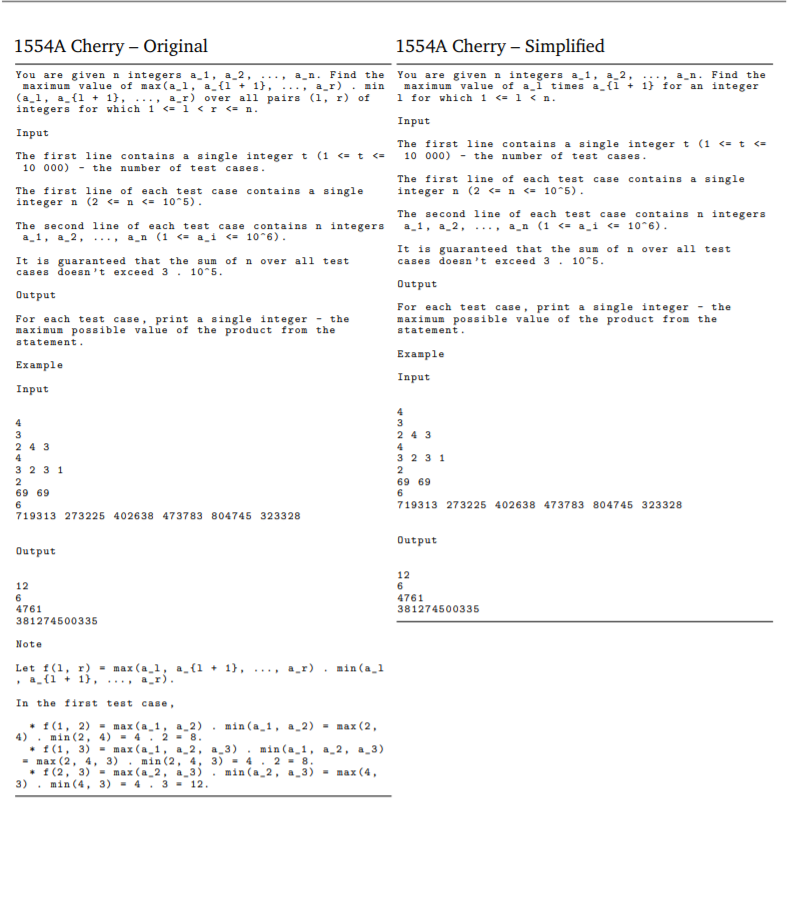 1554A Cherry – Original
You are given n integers a_1, a_2, ..., a_n. Find the
maximum value of max(a_l, a_{l + 1}, ..., a_r) . min
(a_l, a_{l + 1}, ..., a_r) over all pairs (l, r) of
integers for which 1 <= l < r <= n.
Input
The first line contains a single integer t (1 <= t <=
10 000) - the number of test cases.
The first line of each test case contains a single
integer n (2 <= n <= 10^5).
The second line of each test case contains n integers
a_1, a_2, ..., a_n (1 <= a_i <= 10^6).
It is guaranteed that the sum of n over all test
cases doesn't exceed 3 . 10^5.
Output
For each test case, print a single integer - the
maximum possible value of the product from the
statement.
Example
Input
4
3
2 4 3
4
3 2 3 1
2
69 69
6
719313 273225 402638 473783 804745 323328
Output
12
6
4761
381274500335
Note
Let f(l, r) = max(a_l, a_{l + 1}, ..., a_r) . min(a_l
, a_{l + 1}, ..., a_r).
In the first test case,
* f(1, 2) = max(a_1, a_2) . min(a_1, a_2) = max(2,
4) . min(2, 4) = 4 . 2 = 8.
* f(1, 3) = max(a_1, a_2, a_3) . min(a_1, a_2, a_3)
= max(2, 4, 3) . min(2, 4, 3) = 4 . 2 = 8.
* f(2, 3) = max(a_2, a_3) . min(a_2, a_3) = max(4,
3) . min(4, 3) = 4 . 3 = 12.
1554A Cherry – Simplified
You are given n integers a_1, a_2, ..., a_n. Find the
maximum value of a_l times a_{l + 1} for an integer
l for which 1 <= l < n.
Input
The first line contains a single integer t (1 <= t <=
10 000) - the number of test cases.
The first line of each test case contains a single
integer n (2 <= n <= 10^5).
The second line of each test case contains n integers
a_1, a_2, ..., a_n (1 <= a_i <= 10^6).
It is guaranteed that the sum of n over all test
cases doesn't exceed 3 . 10^5.
Output
For each test case, print a single integer - the
maximum possible value of the product from the
statement.
Example
Input
4
3
2 4 3
4
3 2 3 1
2
69 69
6
719313 273225 402638 473783 804745 323328
Output
12
6
4761
381274500335